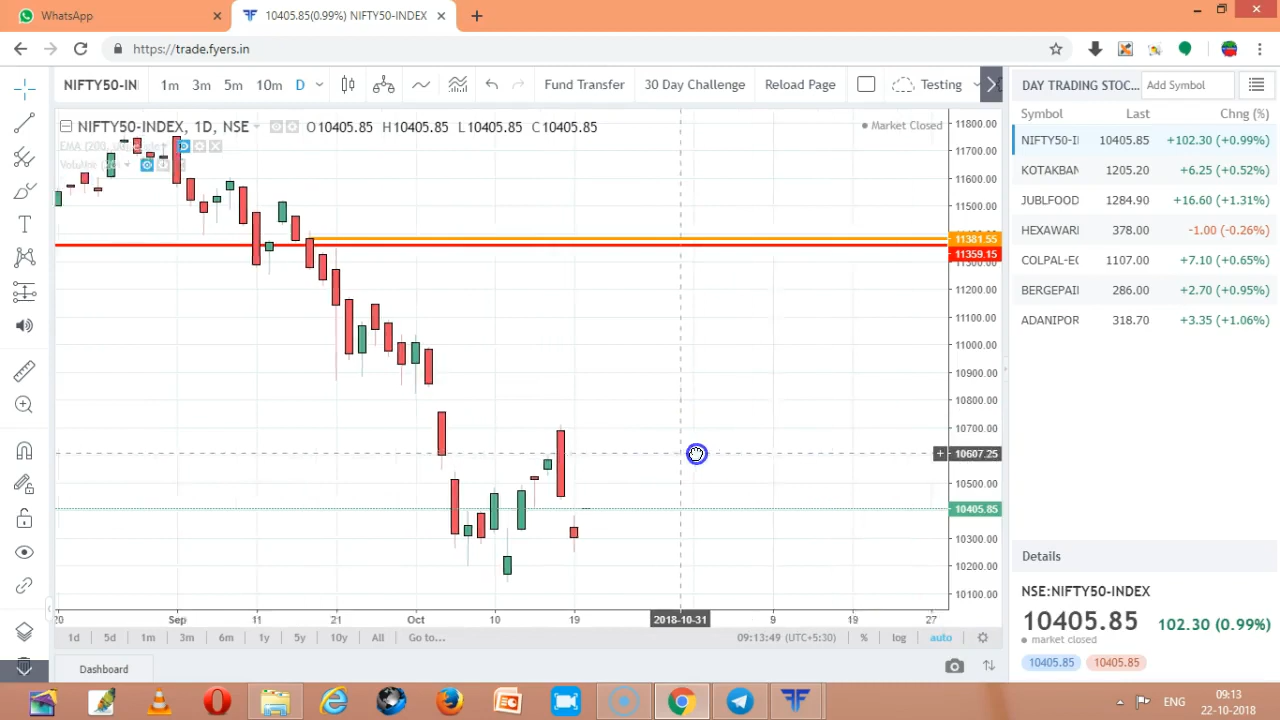 WhatsApp
10405.85(0.99%) NIFTY50-INDEX
https://trade.fyers.in
NIFTY50-IN
1m 3m 5m 10m D
Fund Transfer
30 Day Challenge
Reload Page
Testing
NIFTY50-INDEX, 1D, NSE
O10405.85 H10405.85 L10405.85 C10405.85
Market Closed
11800.00
11700.00
11600.00
11500.00
11381.55
11359.15
11300.00
11200.00
11100.00
11000.00
10900.00
10800.00
10700.00
10607.25
10500.00
10405.85
10300.00
10200.00
10100.00
20 Sep 11 21 Oct 10 19 2018-10-31 9 19 27
1d 5d 1m 3m 6m 1y 5y 10y All Go to...
09:13:49 (UTC+5:30) % log auto
Dashboard
DAY TRADING STOC...
Add Symbol
Symbol Last Chng (%)
NIFTY50-I 10405.85 +102.30 (+0.99%)
KOTAKBAN 1205.20 +6.25 (+0.52%)
JUBLFOOD 1284.90 +16.60 (+1.31%)
HEXAWARI 378.00 -1.00 (-0.26%)
COLPAL-E 1107.00 +7.10 (+0.65%)
BERGEPAI 286.00 +2.70 (+0.95%)
ADANIPOR 318.70 +3.35 (+1.06%)
Details
NSE:NIFTY50-INDEX
10405.85 102.30 (0.99%)
market closed
10405.85 10405.85
ENG
09:13
22-10-2018